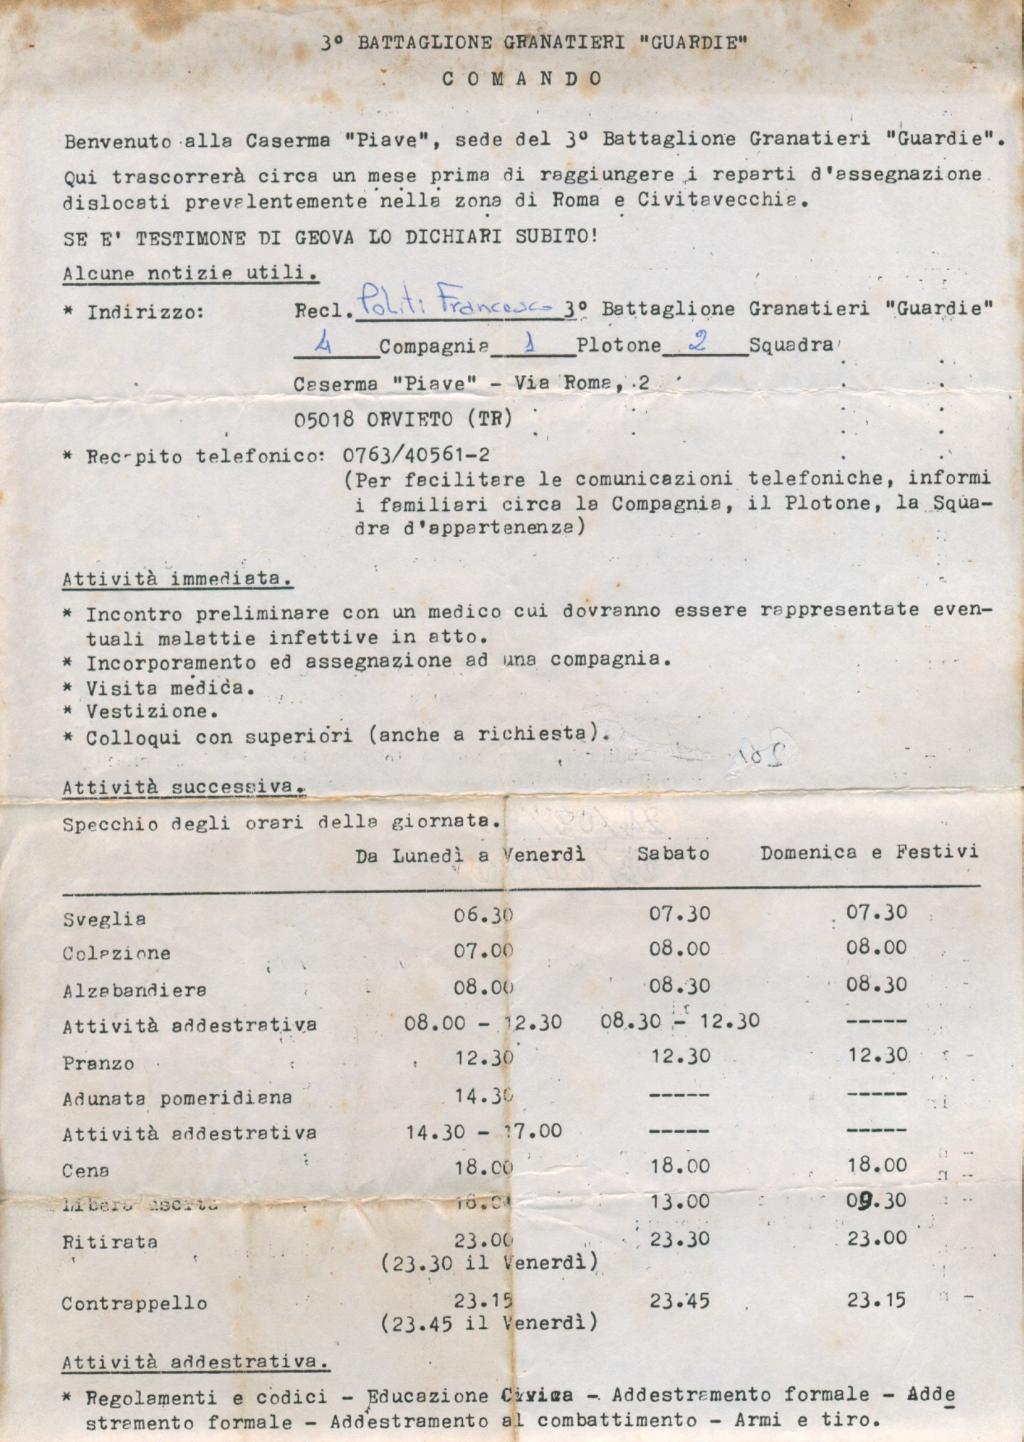 3° BATTAGLIONE GRANATIERI "GUARDIE"
C O M A N D O
Benvenuto alla Caserma "Piave", sede del 3° Battaglione Granatieri "Guardie".
Qui trascorrerà circa un mese prima di raggiungere i reparti d'assegnazione
dislocati prevalentemente nella zona di Roma e Civitavecchia.
SE E' TESTIMONE DI GEOVA LO DICHIARI SUBITO!
Alcune notizie utili.
* Indirizzo: Recl. Politi Francesco 3° Battaglione Granatieri "Guardie"
4 Compagnia 1 Plotone 2 Squadra
Caserma "Piave" - Via Roma, 2
05018 ORVIETO (TR)
* Recapito telefonico: 0763/40561-2
(Per facilitare le comunicazioni telefoniche, informi
i familiari circa la Compagnia, il Plotone, la Squa-
dra d'appartenenza)
Attività immediata.
* Incontro preliminare con un medico cui dovranno essere rappresentate even-
tuali malattie infettive in atto.
* Incorporamento ed assegnazione ad una compagnia.
* Visita medica.
* Vestizione.
* Colloqui con superiori (anche a richiesta).
Attività successiva.
Specchio degli orari della giornata.
Da Lunedì a Venerdì Sabato Domenica e Festivi
Sveglia 06.30 07.30 07.30
Colazione 07.00 08.00 08.00
Alzabandiera 08.00 08.30 08.30
Attività addestrativa 08.00 - 12.30 08.30 - 12.30 -----
Pranzo 12.30 12.30 12.30
Adunata pomeridiana 14.30 ----- -----
Attività addestrativa 14.30 - 17.00 ----- -----
Cena 18.00 18.00 18.00
Libera uscita 13.00 09.30
Ritirata 23.00 23.30 23.00
(23.30 il Venerdì)
Contrappello 23.15 23.45 23.15
(23.45 il Venerdì)
Attività addestrativa.
* Regolamenti e codici - Educazione Civica - Addestramento formale - Adde
stramento formale - Addestramento al combattimento - Armi e tiro.